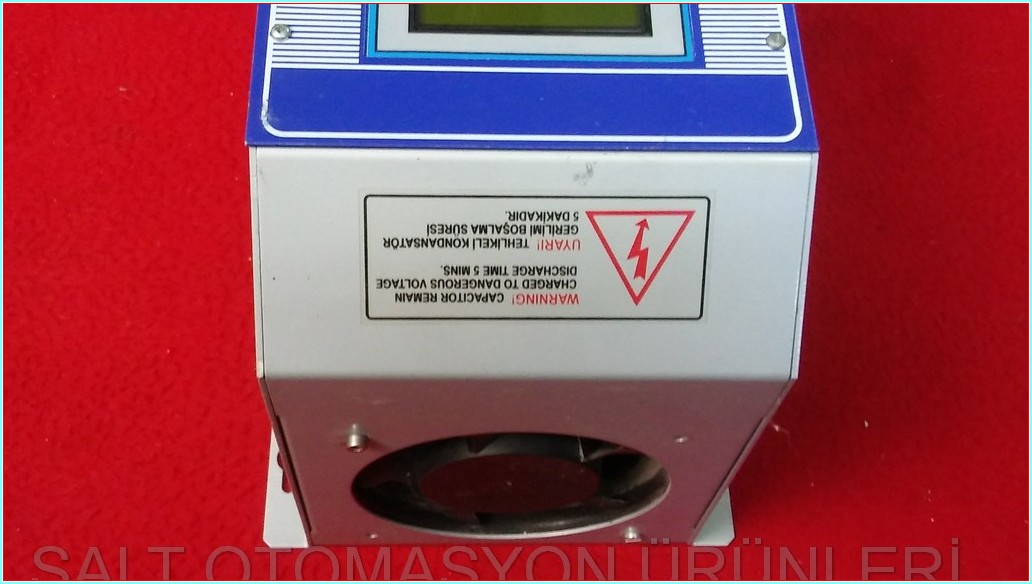 WARNING! CAPACITOR REMAIN
CHARGED TO DANGEROUS VOLTAGE
DISCHARGE TIME 5 MINS.
UYARI! TEHLİKELİ KONDANSATÖR
GERİLİMİ BOŞALMA SÜRESİ
5 DAKİKADIR.
SALT OTOMASYON ÜRÜNLERİ